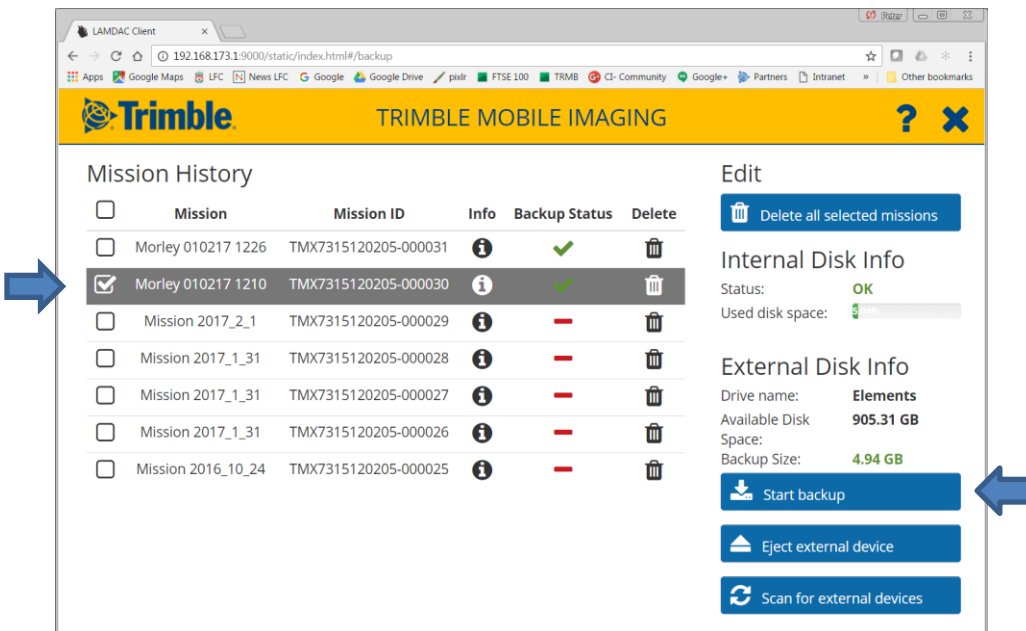 Peter
LAMDAC Client
192.168.173.1:9000/static/index.html#/backup
Apps Google Maps LFC News LFC Google Google Drive pixlr FTSE 100 TRMB CI- Community Google+ Partners Intranet » Other bookmarks
Trimble. TRIMBLE MOBILE IMAGING ?
Mission History
Mission Mission ID Info Backup Status Delete
Morley 010217 1226 TMX7315120205-000031
Morley 010217 1210 TMX7315120205-000030
Mission 2017_2_1 TMX7315120205-000029
Mission 2017_1_31 TMX7315120205-000028
Mission 2017_1_31 TMX7315120205-000027
Mission 2017_1_31 TMX7315120205-000026
Mission 2016_10_24 TMX7315120205-000025
Edit
Delete all selected missions
Internal Disk Info
Status: OK
Used disk space:
External Disk Info
Drive name: Elements
Available Disk 905.31 GB
Space:
Backup Size: 4.94 GB
Start backup
Eject external device
Scan for external devices